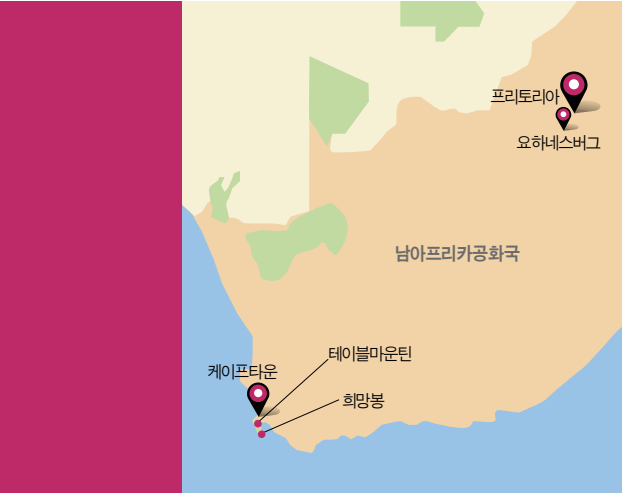 프리토리아
요하네스버그
남아프리카공화국
테이블마운틴
케이프타운
희망봉